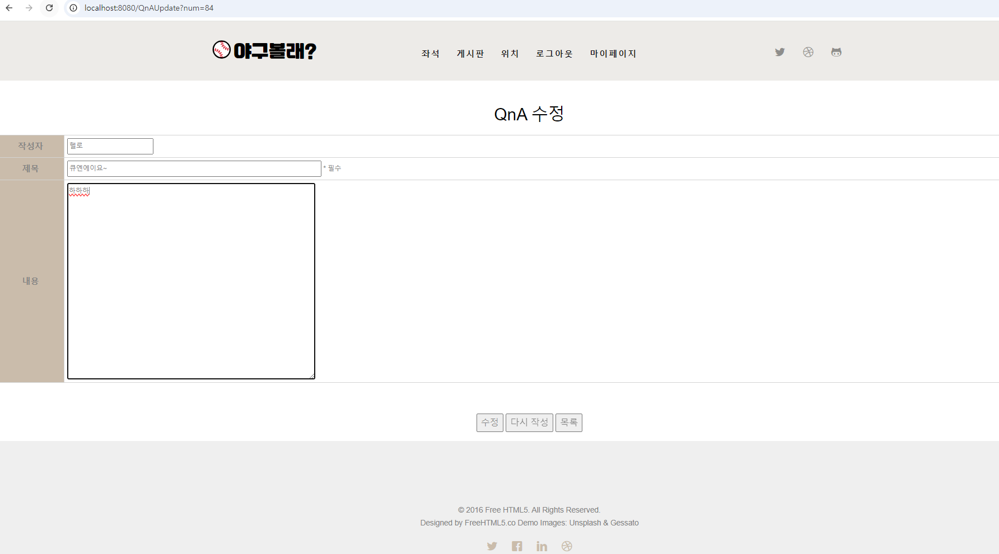 localhost:8080/QnAUpdate?num=84
야구볼래?
좌석 게시판 위치 로그아웃 마이페이지
QnA 수정
작성자 헬로
제목 큐엔에이요~ * 필수
내용 하하하
수정 다시 작성 목록
© 2016 Free HTML5. All Rights Reserved.
Designed by FreeHTML5.co Demo Images: Unsplash & Gessato